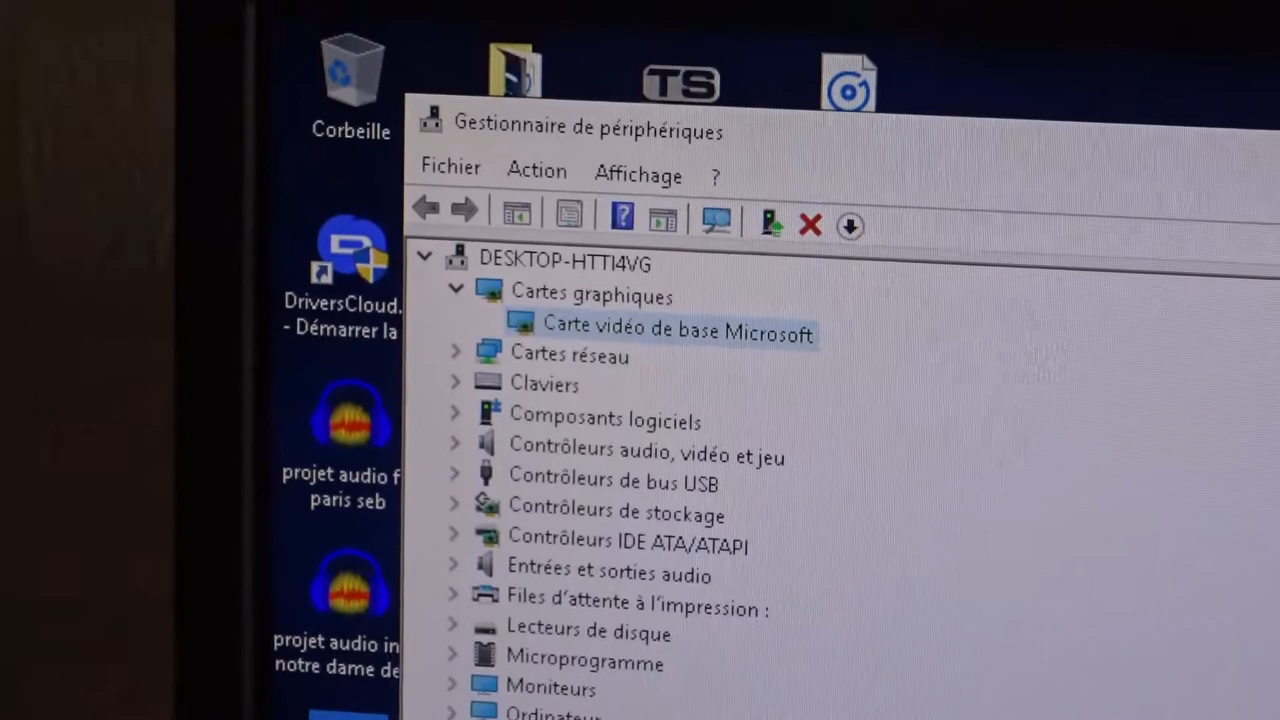 TS
Corbeille
Gestionnaire de périphériques
Fichier Action Affichage ?
DESKTOP-HTTI4VG
Cartes graphiques
Carte vidéo de base Microsoft
Cartes réseau
Claviers
Composants logiciels
Contrôleurs audio, vidéo et jeu
Contrôleurs de bus USB
Contrôleurs de stockage
Contrôleurs IDE ATA/ATAPI
Entrées et sorties audio
Files d'attente à l'impression :
Lecteurs de disque
Microprogramme
Moniteurs
Ordinateur
DriversCloud.
- Démarrer la
projet audio f
paris seb
projet audio in
notre dame de